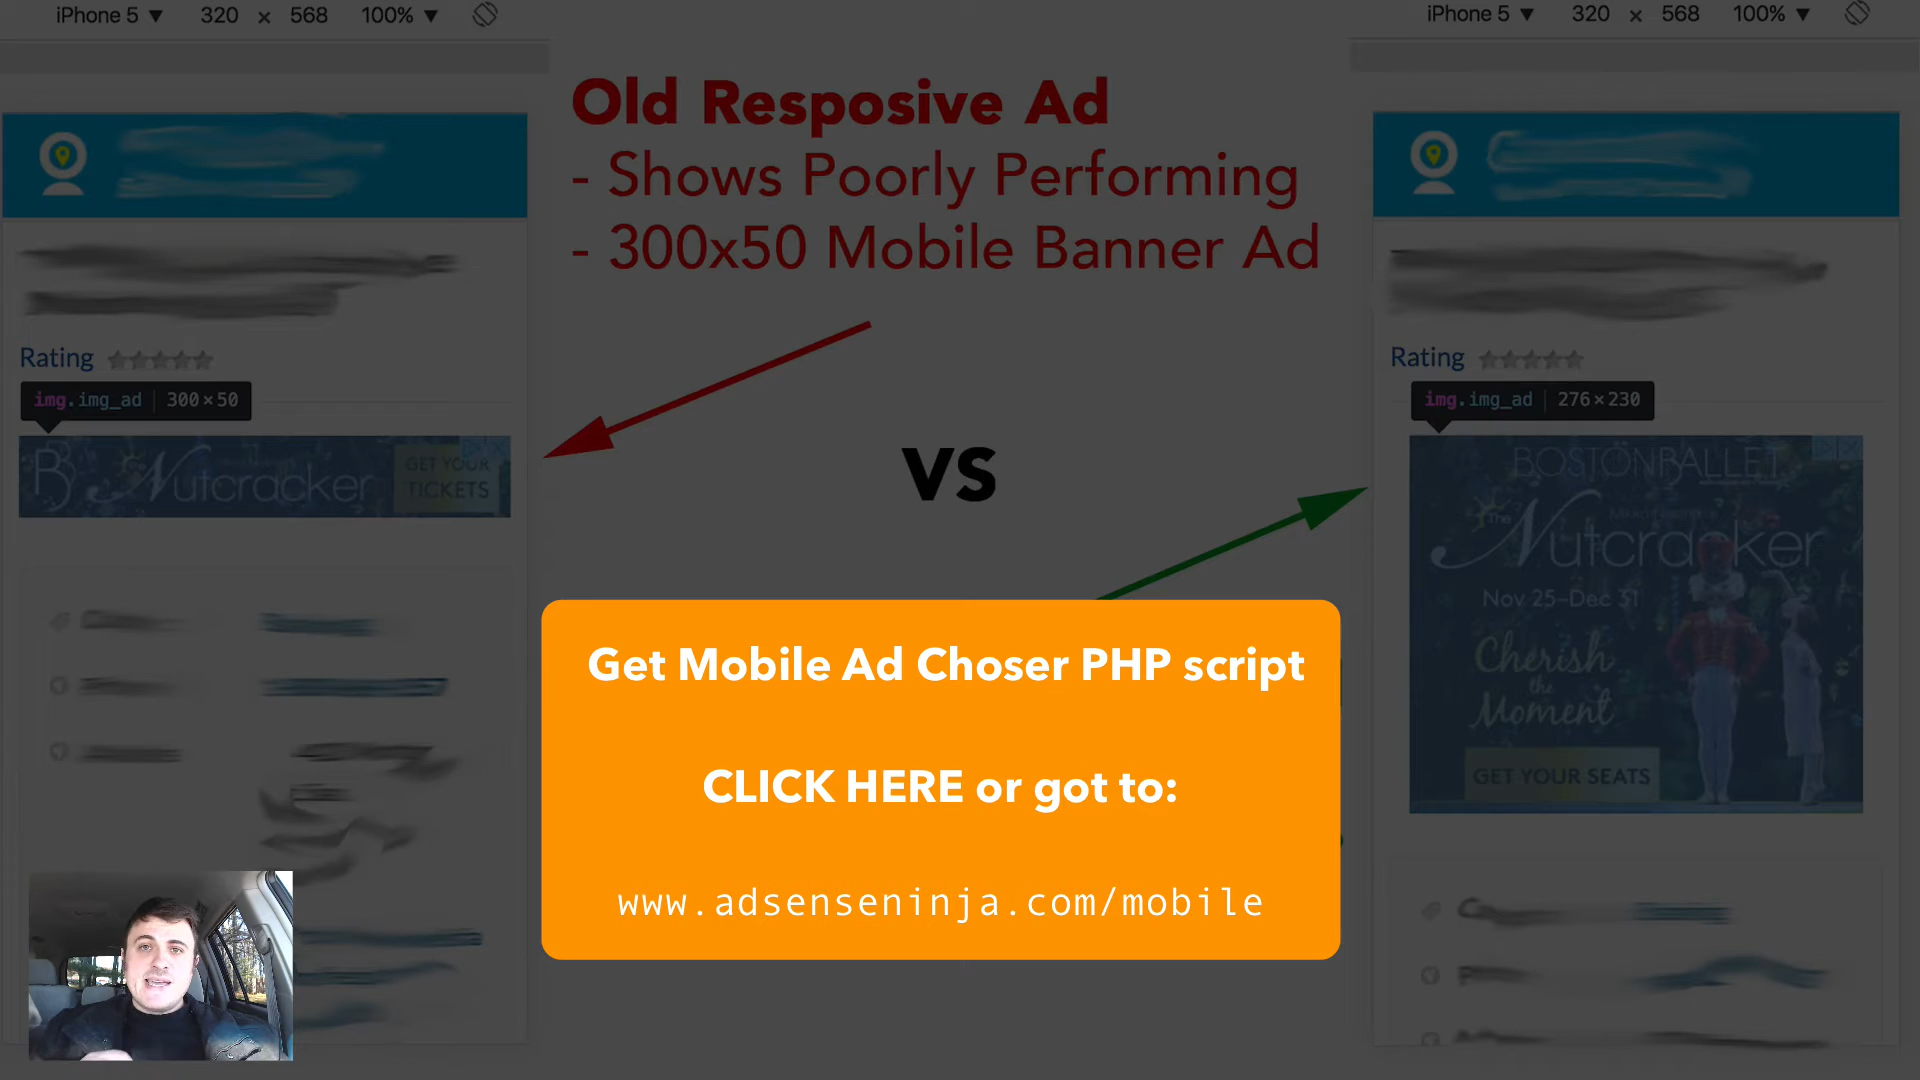 iPhone 5 ▼ 320 × 568 100% ▼
iPhone 5 ▼ 320 × 568 100% ▼
Old Resposive Ad
- Shows Poorly Performing
- 300x50 Mobile Banner Ad
Rating
img.img_ad 300×50
B Nutcracker GET YOUR
TICKETS
VS
Rating
img.img_ad 276×230
BOSTON BALLET
The
Nutcracker
Nov 25–Dec 31
Cherish
the
Moment
GET YOUR SEATS
Get Mobile Ad Choser PHP script
CLICK HERE or got to:
www.adsenseninja.com/mobile